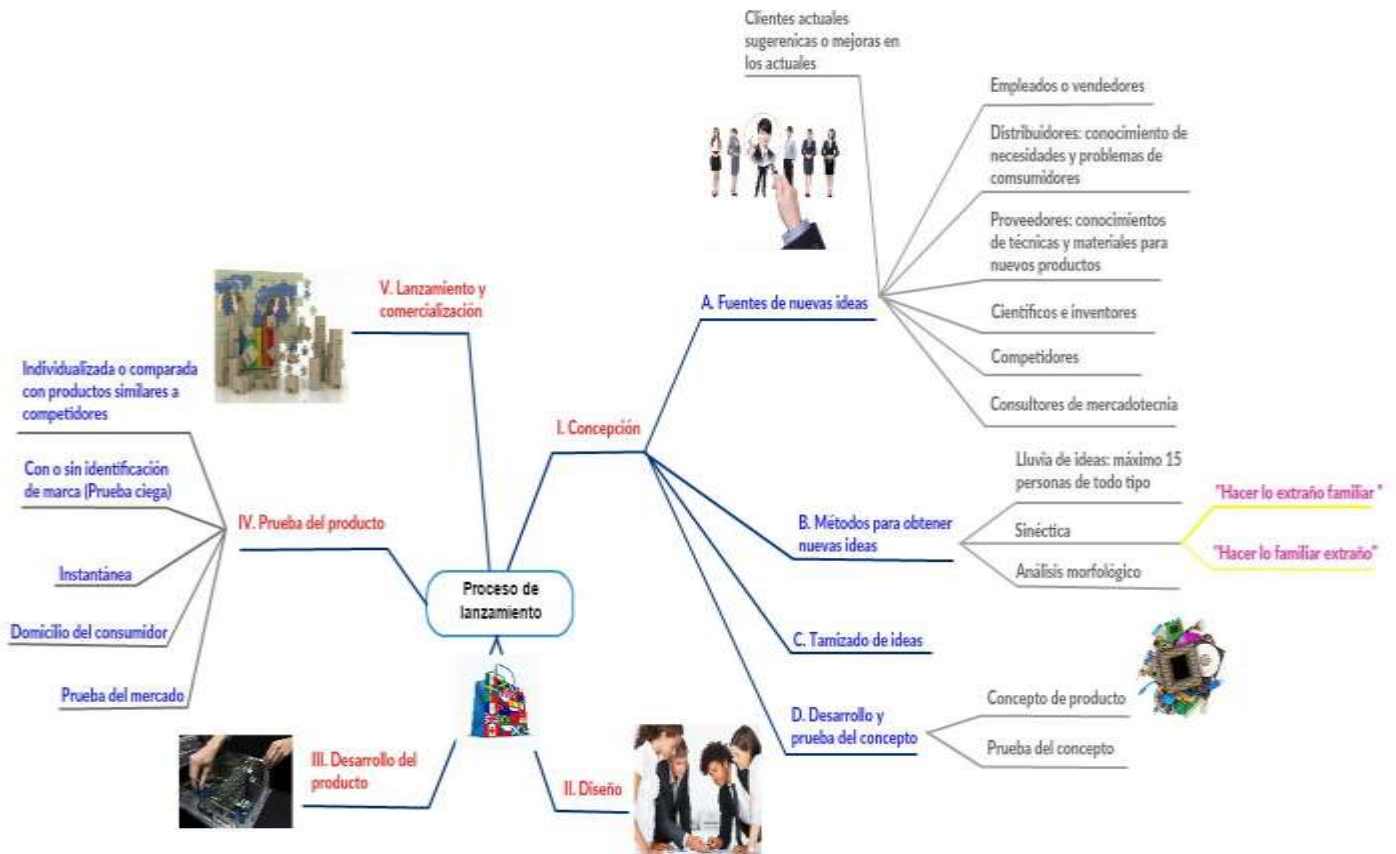 Clientes actuales
sugerenicas o mejoras en
los actuales
Empleados o vendedores
Distribuidores: conocimiento de
necesidades y problemas de
comsumidores
Proveedores: conocimientos
de técnicas y materiales para
nuevos productos
Científicos e inventores
Competidores
Consultores de mercadotecnia
A. Fuentes de nuevas ideas
I. Concepción
Lluvia de ideas: máximo 15
personas de todo tipo
Sinéctica
Análisis morfológico
"Hacer lo extraño familiar "
"Hacer lo familiar extraño"
B. Métodos para obtener
nuevas ideas
C. Tamizado de ideas
D. Desarrollo y
prueba del concepto
Concepto de producto
Prueba del concepto
Proceso de
lanzamiento
II. Diseño
III. Desarrollo del
producto
IV. Prueba del producto
Individualizada o comparada
con productos similares a
competidores
Con o sin identificación
de marca (Prueba ciega)
Instantánea
Domicilio del consumidor
Prueba del mercado
V. Lanzamiento y
comercialización